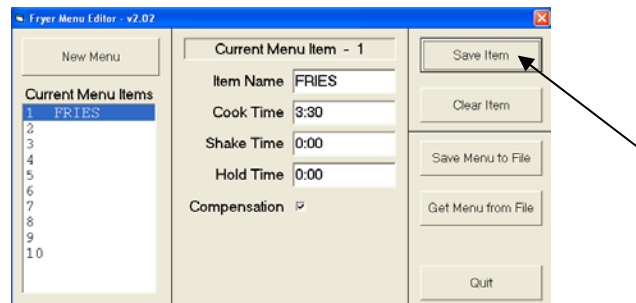 Fryer Menu Editor - v2.02
New Menu
Current Menu Items
1 FRIES
2
3
4
5
6
7
8
9
10
Current Menu Item - 1
Item Name FRIES
Cook Time 3:30
Shake Time 0:00
Hold Time 0:00
Compensation
Save Item
Clear Item
Save Menu to File
Get Menu from File
Quit